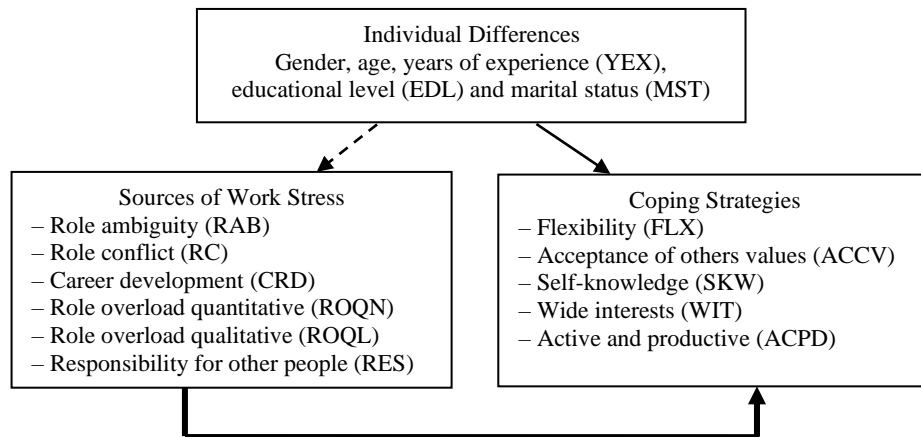 Individual Differences
Gender, age, years of experience (YEX),
educational level (EDL) and marital status (MST)
Sources of Work Stress
– Role ambiguity (RAB)
– Role conflict (RC)
– Career development (CRD)
– Role overload quantitative (ROQN)
– Role overload qualitative (ROQL)
– Responsibility for other people (RES)
Coping Strategies
– Flexibility (FLX)
– Acceptance of others values (ACCV)
– Self-knowledge (SKW)
– Wide interests (WIT)
– Active and productive (ACPD)